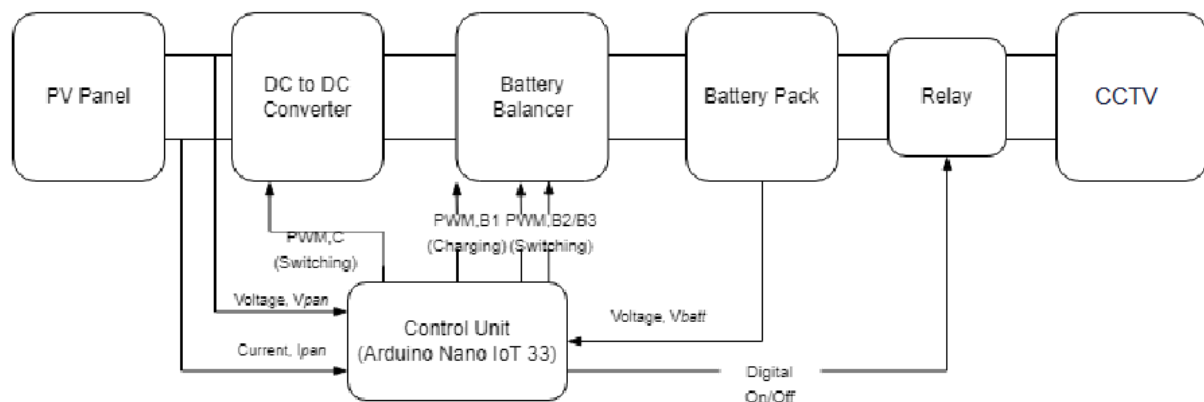 PV Panel
DC to DC
Converter
Battery
Balancer
Battery Pack
Relay
CCTV
PWM,C
(Switching)
PWM,B1
(Charging)
PWM,B2/B3
(Switching)
Voltage, Vpan
Current, Ipan
Control Unit
(Arduino Nano IoT 33)
Voltage, Vbatt
Digital
On/Off